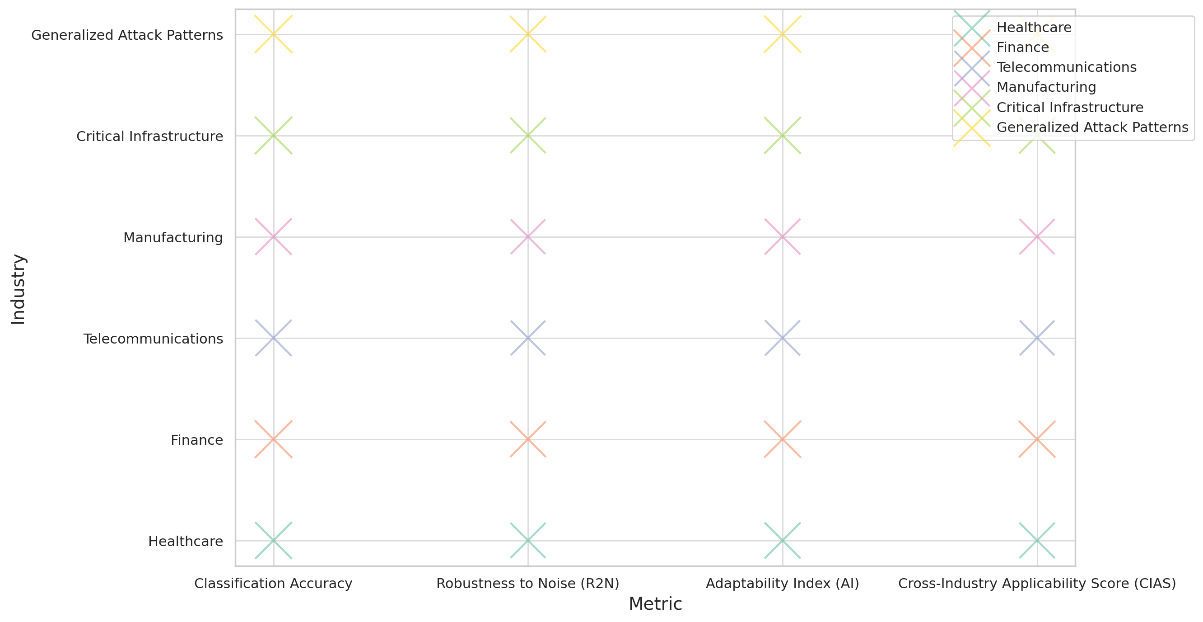 Generalized Attack Patterns
Critical Infrastructure
Manufacturing
Telecommunications
Finance
Healthcare
Industry
Classification Accuracy
Robustness to Noise (R2N)
Adaptability Index (AI)
Cross-Industry Applicability Score (CIAS)
Metric
Healthcare
Finance
Telecommunications
Manufacturing
Critical Infrastructure
Generalized Attack Patterns